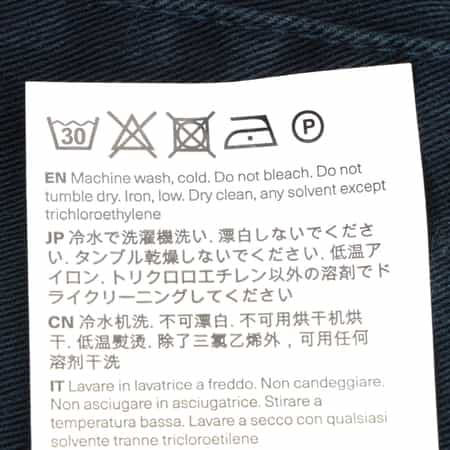 30 P
EN Machine wash, cold. Do not bleach. Do not
tumble dry. Iron, low. Dry clean, any solvent except
trichloroethylene
JP 冷水で洗濯機洗い. 漂白しないでくださ
い. タンブル乾燥しないでください. 低温ア
イロン. トリクロロエチレン以外の溶剤でド
ライクリーニングしてください
CN 冷水机洗. 不可漂白. 不可用烘干机烘
干. 低温熨烫. 除了三氯乙烯外，可用任何
溶剂干洗
IT Lavare in lavatrice a freddo. Non candeggiare.
Non asciugare in asciugatrice. Stirare a
temperatura bassa. Lavare a secco con qualsiasi
solvente tranne tricloroetilene